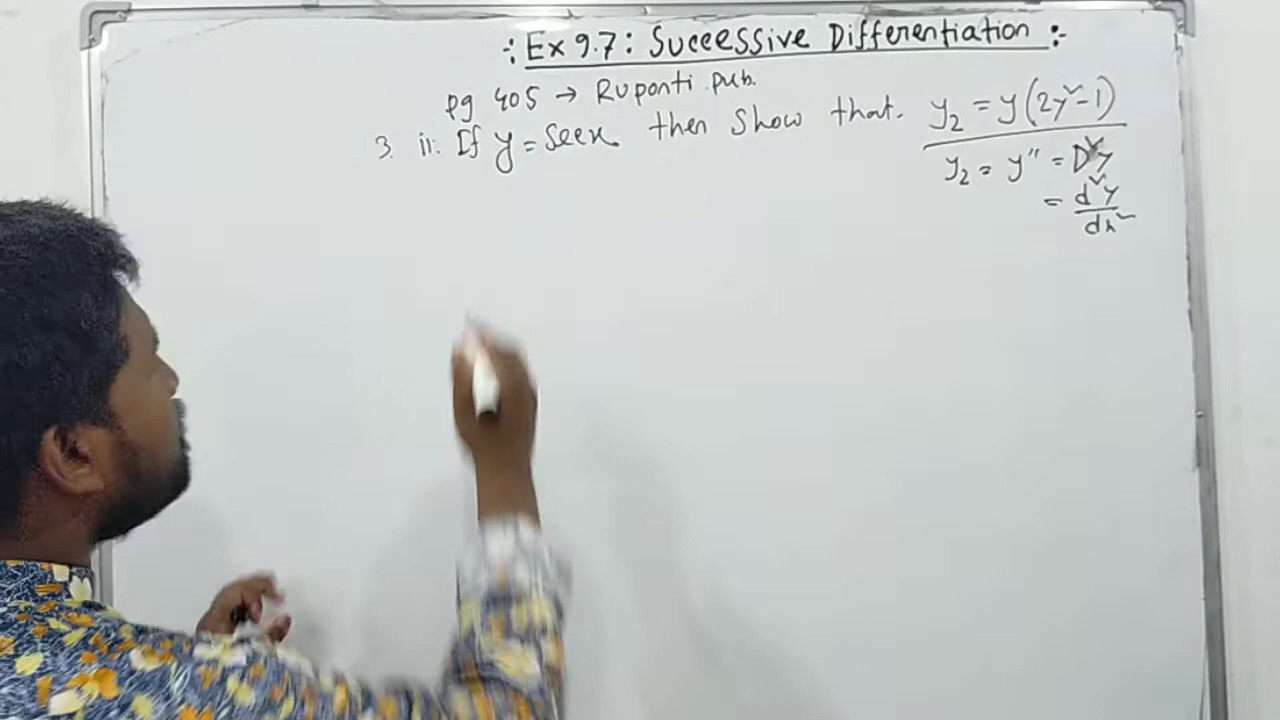 :Ex 9.7: Successive Differentiation :-
pg 405 → Ruponti pub.
3. ii. If y = Secx then Show that. y₂ = y(2y²-1)
y₂ = y'' = D²y
= d²y/dx²